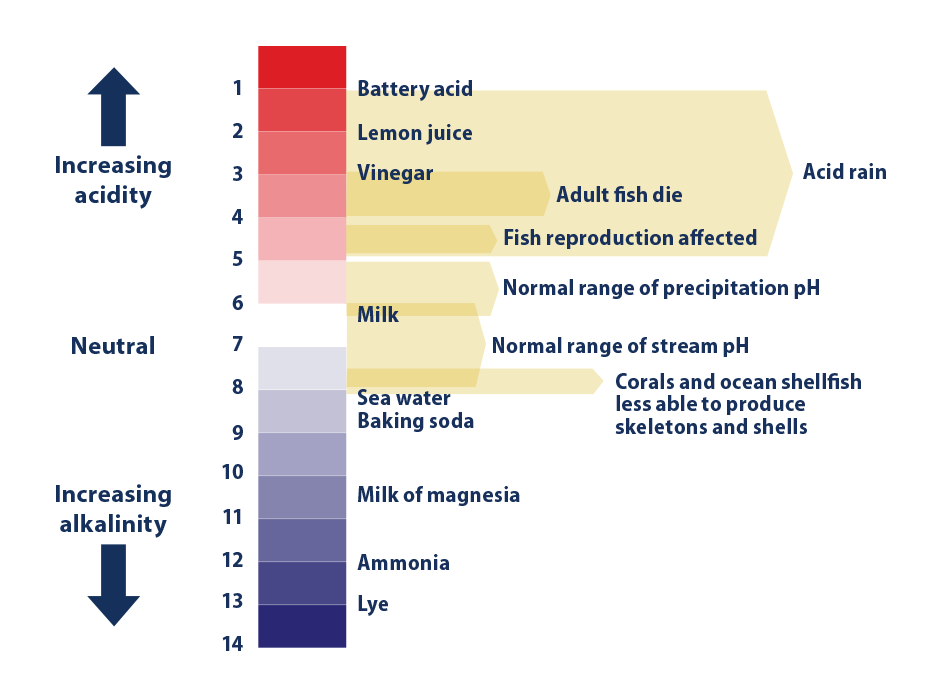 1
2
3
4
5
6
7
8
9
10
11
12
13
14
Increasing
acidity
Neutral
Increasing
alkalinity
Battery acid
Lemon juice
Vinegar
Acid rain
Adult fish die
Fish reproduction affected
Normal range of precipitation pH
Milk
Normal range of stream pH
Corals and ocean shellfish
less able to produce
skeletons and shells
Sea water
Baking soda
Milk of magnesia
Ammonia
Lye